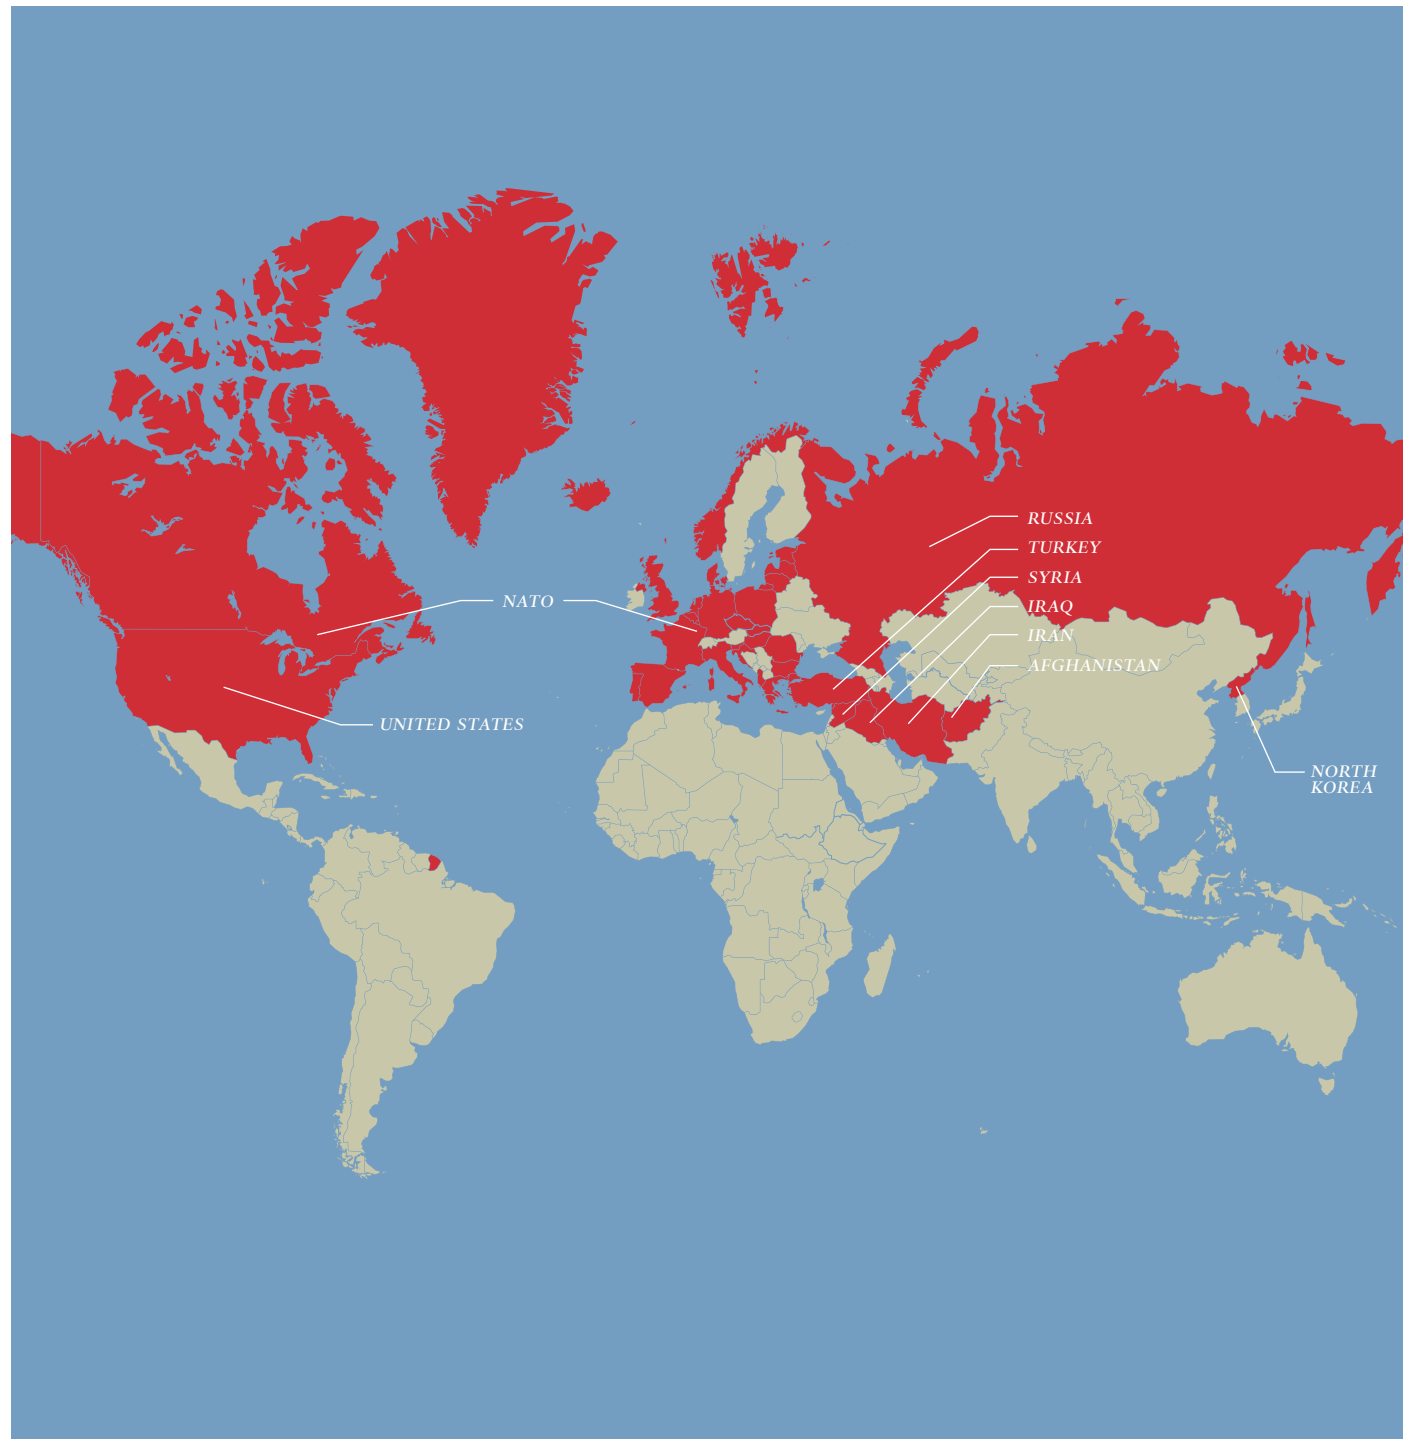 RUSSIA
TURKEY
SYRIA
NATO
IRAQ
IRAN
AFGHANISTAN
UNITED STATES
NORTH
KOREA